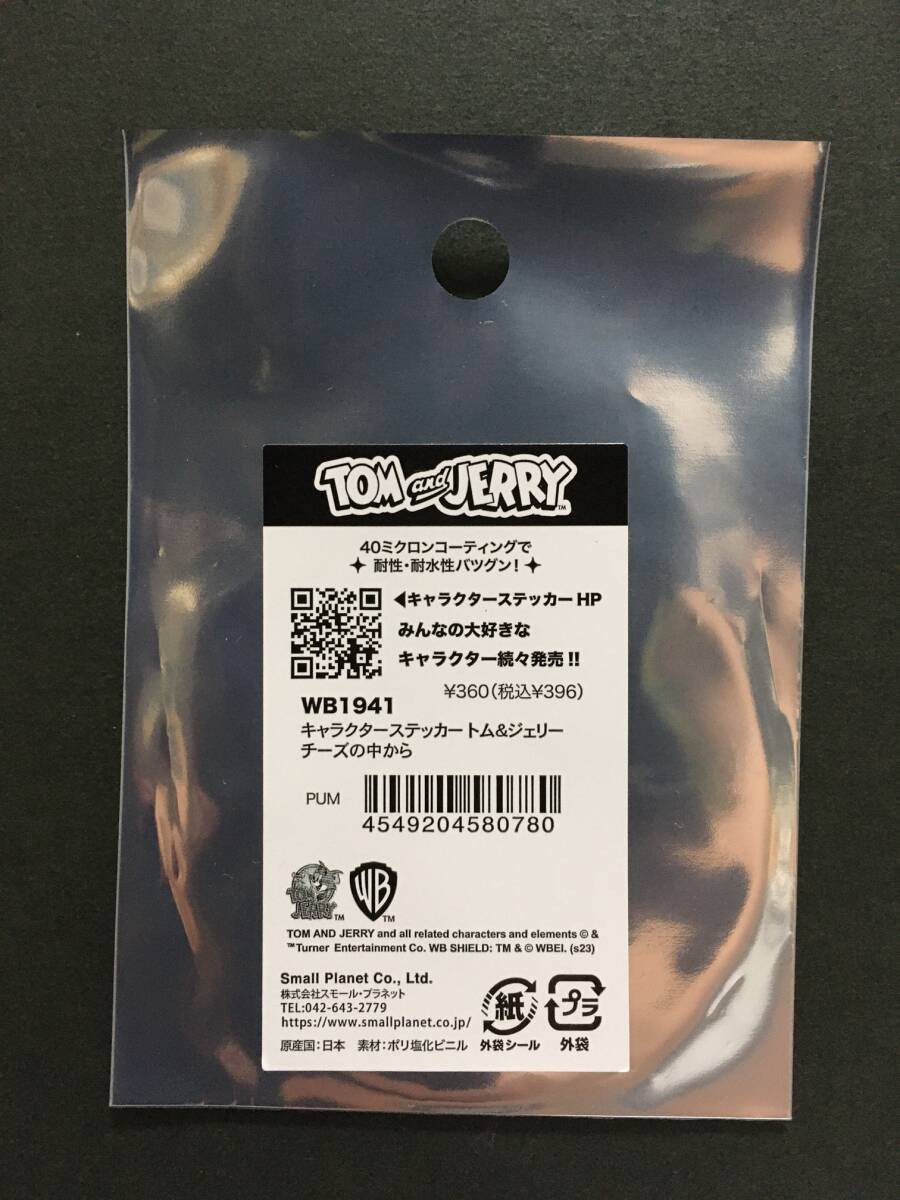 TOM and JERRY™
40ミクロンコーティングで
耐性・耐水性バツグン!
◀キャラクターステッカーHP
みんなの大好きな
キャラクター続々発売!!
¥360(税込¥396)
WB1941
キャラクターステッカートム&ジェリー
チーズの中から
PUM
4549204580780
TOM and JERRY™
WB™
TOM AND JERRY and all related characters and elements © &
™Turner Entertainment Co. WB SHIELD: TM & © WBEI. (s23)
Small Planet Co., Ltd.
株式会社スモール・プラネット
TEL:042-643-2779
https://www.smallplanet.co.jp/
原産国:日本 素材:ポリ塩化ビニル
紙
外袋シール
プラ
外袋